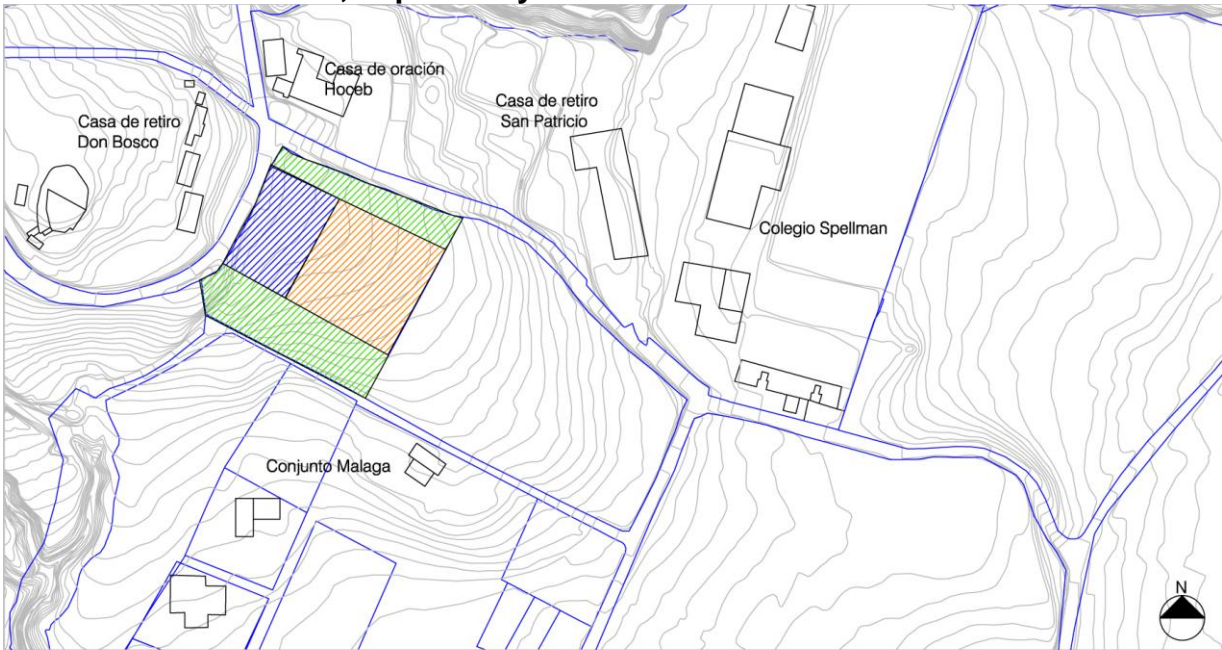 Casa de oración
Hoceb
Casa de retiro
San Patricio
Casa de retiro
Don Bosco
Colegio Spellman
Conjunto Malaga
N